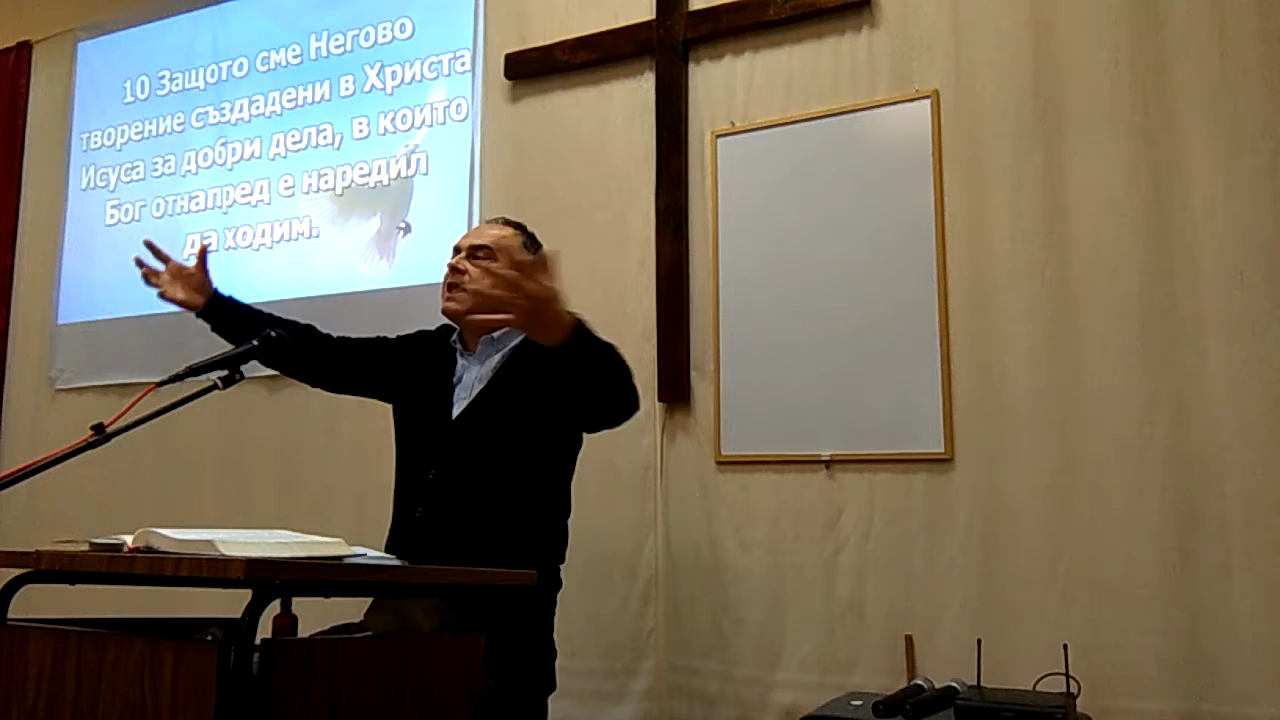 10 Защото сме Негово
творение създадени в Христа
Исуса за добри дела, в които
Бог отнапред е наредил
да ходим.